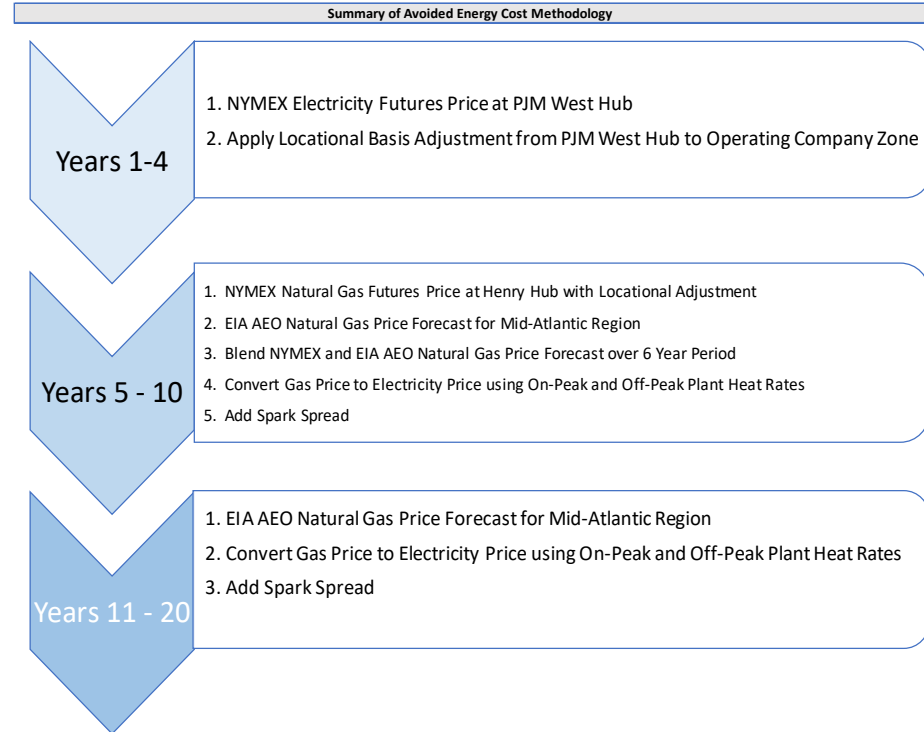 Summary of Avoided Energy Cost Methodology
Years 1-4
1. NYMEX Electricity Futures Price at PJM West Hub
2. Apply Locational Basis Adjustment from PJM West Hub to Operating Company Zone
Years 5 - 10
1. NYMEX Natural Gas Futures Price at Henry Hub with Locational Adjustment
2. EIA AEO Natural Gas Price Forecast for Mid-Atlantic Region
3. Blend NYMEX and EIA AEO Natural Gas Price Forecast over 6 Year Period
4. Convert Gas Price to Electricity Price using On-Peak and Off-Peak Plant Heat Rates
5. Add Spark Spread
Years 11 - 20
1. EIA AEO Natural Gas Price Forecast for Mid-Atlantic Region
2. Convert Gas Price to Electricity Price using On-Peak and Off-Peak Plant Heat Rates
3. Add Spark Spread